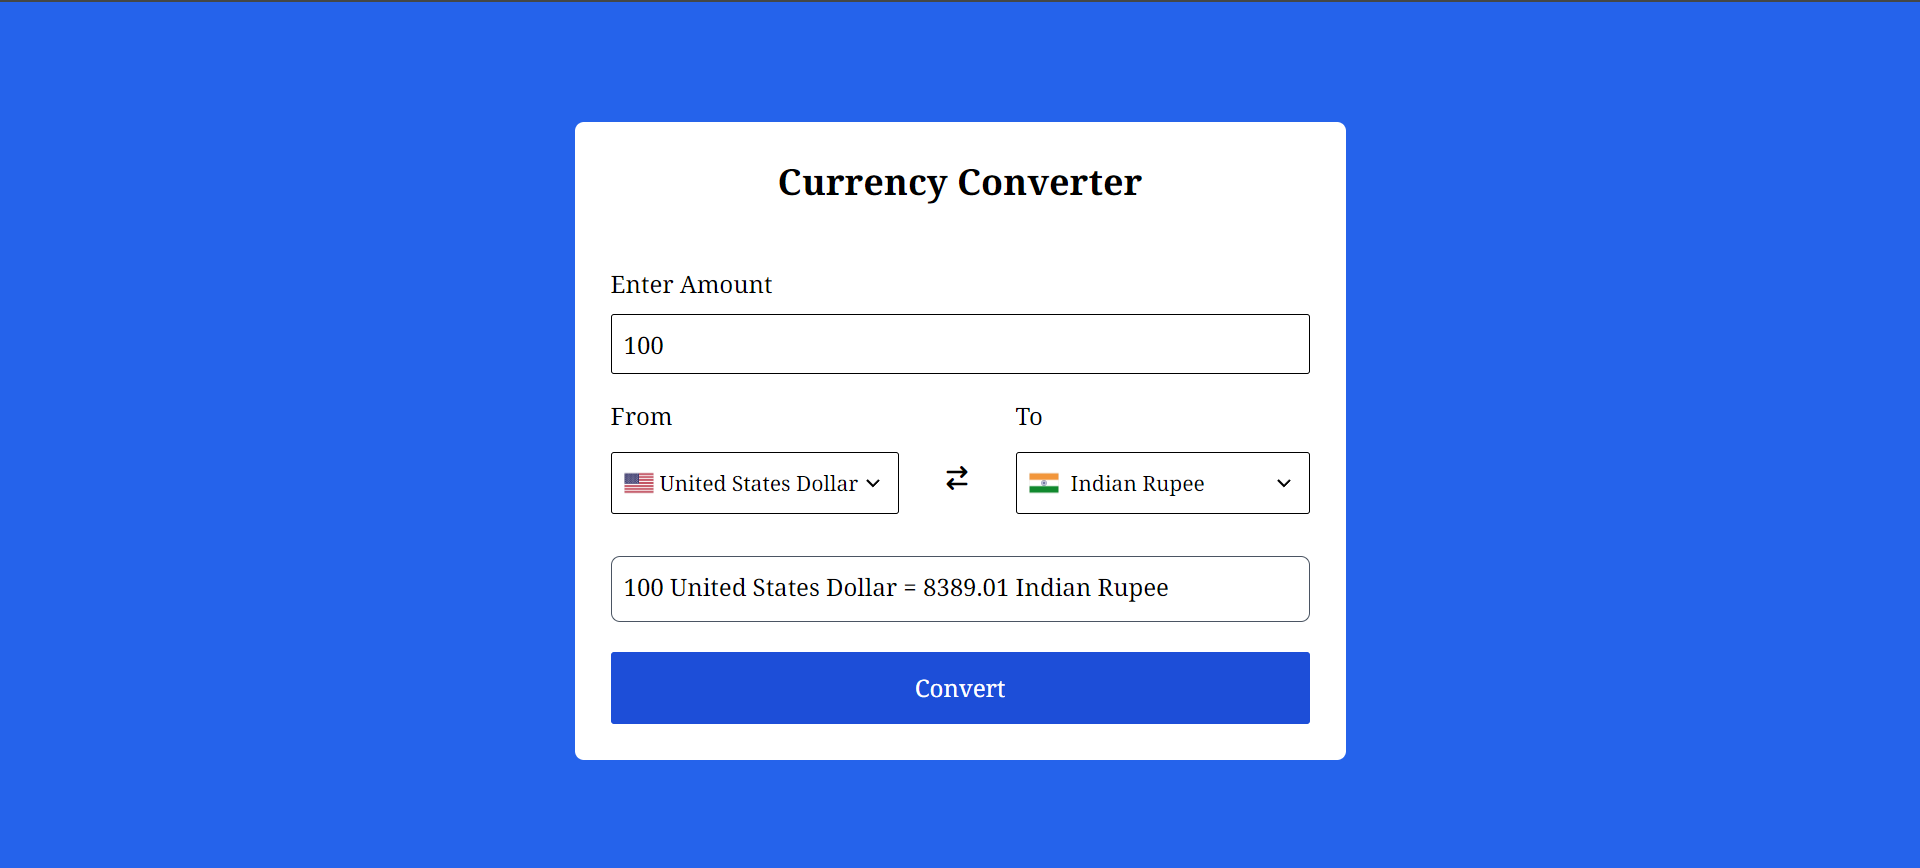 Currency Converter
Enter Amount
100
From To
United States Dollar Indian Rupee
100 United States Dollar = 8389.01 Indian Rupee
Convert